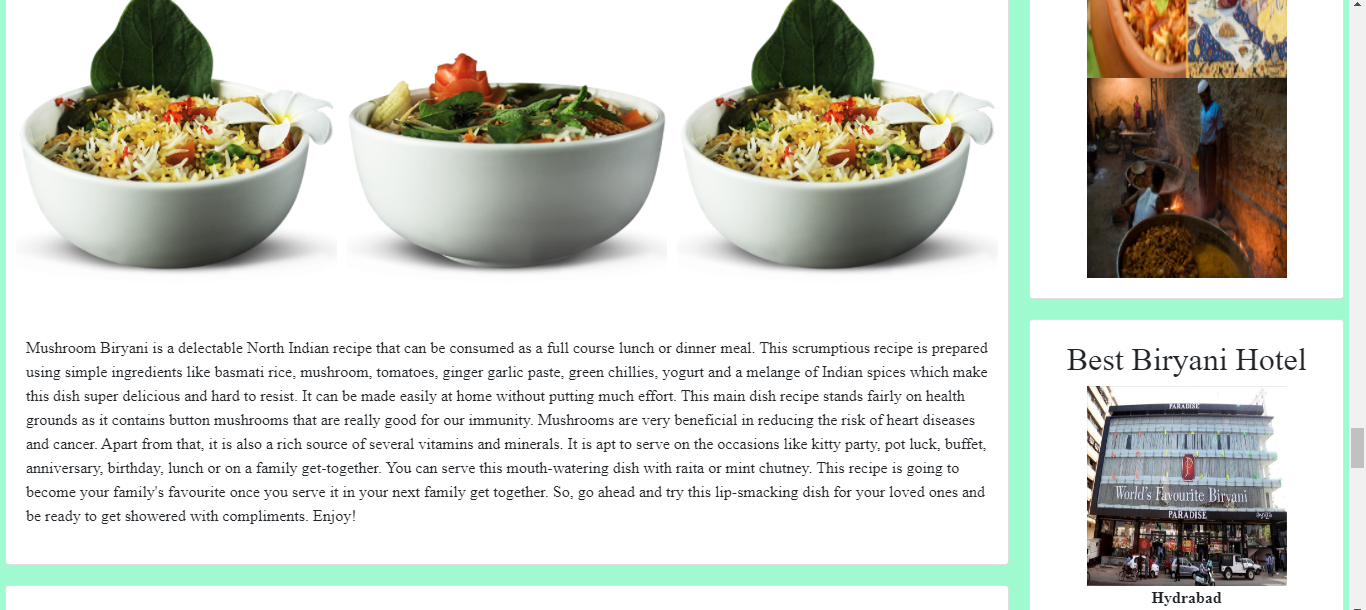 Mushroom Biryani is a delectable North Indian recipe that can be consumed as a full course lunch or dinner meal. This scrumptious recipe is prepared
using simple ingredients like basmati rice, mushroom, tomatoes, ginger garlic paste, green chillies, yogurt and a melange of Indian spices which make
this dish super delicious and hard to resist. It can be made easily at home without putting much effort. This main dish recipe stands fairly on health
grounds as it contains button mushrooms that are really good for our immunity. Mushrooms are very beneficial in reducing the risk of heart diseases
and cancer. Apart from that, it is also a rich source of several vitamins and minerals. It is apt to serve on the occasions like kitty party, pot luck, buffet,
anniversary, birthday, lunch or on a family get-together. You can serve this mouth-watering dish with raita or mint chutney. This recipe is going to
become your family's favourite once you serve it in your next family get together. So, go ahead and try this lip-smacking dish for your loved ones and
be ready to get showered with compliments. Enjoy!
Best Biryani Hotel
PARADISE
World's Favourite Biryani
PARADISE
Hydrabad